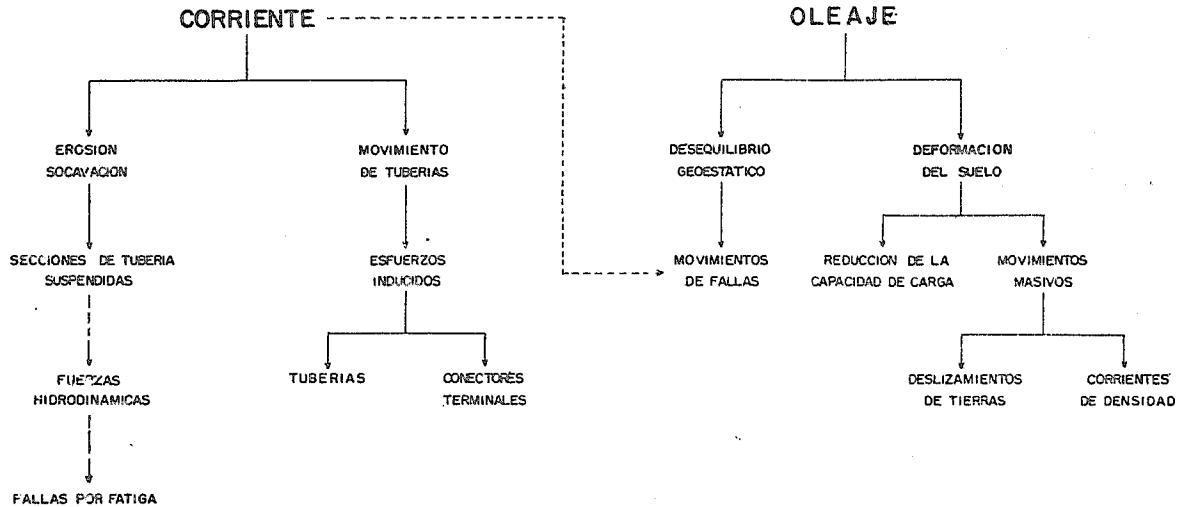 CORRIENTE
OLEAJE
EROSION
SOCAVACION
MOVIMIENTO
DE TUBERIAS
DESEQUILIBRIO
GEOESTATICO
DEFORMACION
DEL SUELO
SECCIONES DE TUBERIA
SUSPENDIDAS
ESFUERZOS
INDUCIDOS
MOVIMIENTOS
DE FALLAS
REDUCCION DE LA
CAPACIDAD DE CARGA
MOVIMIENTOS
MASIVOS
FUERZAS
HIDRODINAMICAS
TUBERIAS
CONECTORES
TERMINALES
DESLIZAMIENTOS
DE TIERRAS
CORRIENTES
DE DENSIDAD
FALLAS POR FATIGA